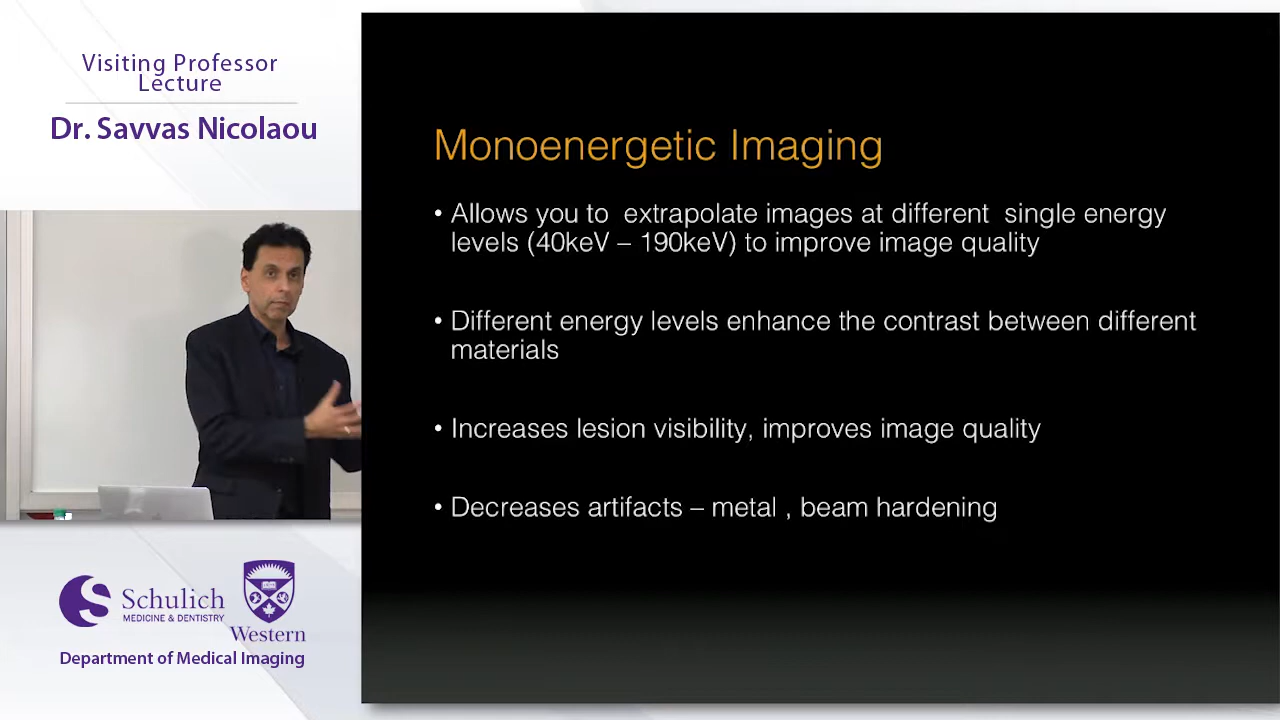 Visiting Professor
Lecture
Dr. Savvas Nicolaou
Monoenergetic Imaging
• Allows you to extrapolate images at different single energy
levels (40keV – 190keV) to improve image quality
• Different energy levels enhance the contrast between different
materials
• Increases lesion visibility, improves image quality
• Decreases artifacts – metal , beam hardening
Schulich
MEDICINE & DENTISTRY
Western
Department of Medical Imaging